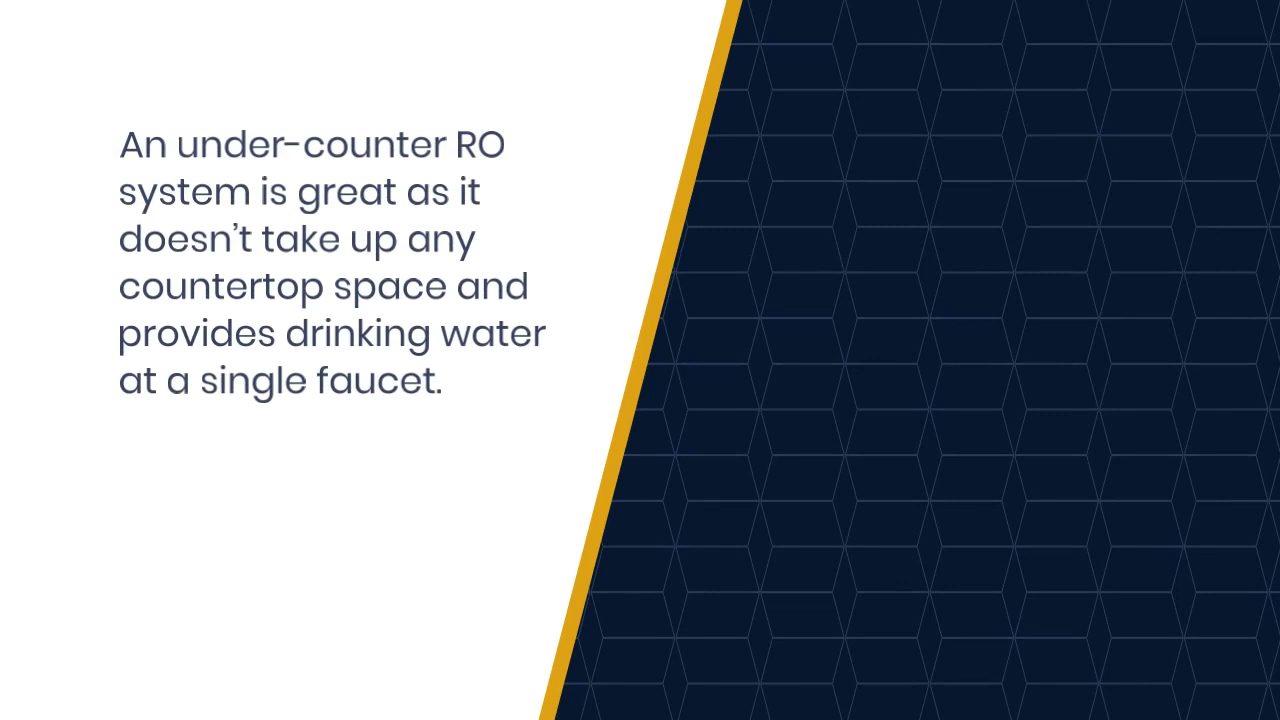 An under-counter RO
system is great as it
doesn’t take up any
countertop space and
provides drinking water
at a single faucet.